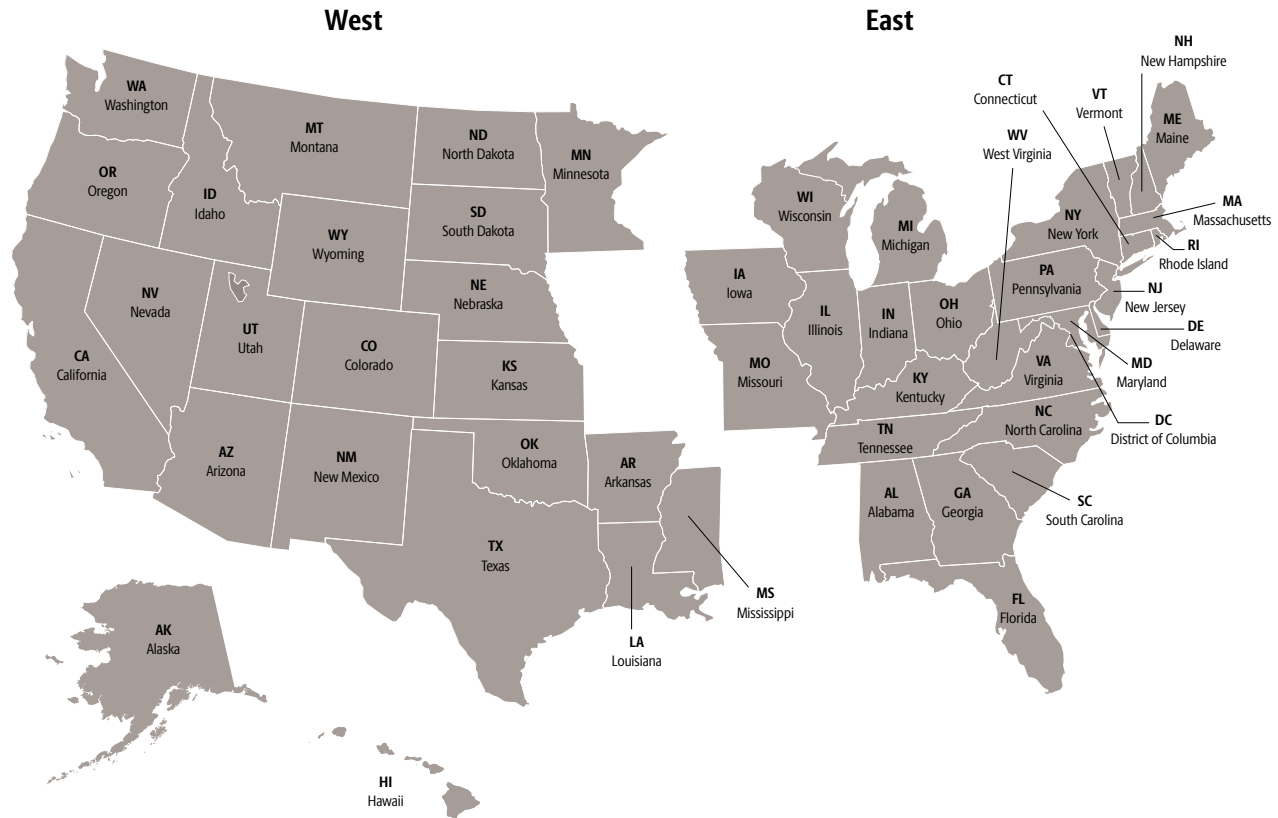 West
East
WA
Washington
OR
Oregon
ID
Idaho
MT
Montana
ND
North Dakota
MN
Minnesota
SD
South Dakota
WY
Wyoming
NE
Nebraska
NV
Nevada
UT
Utah
CA
California
CO
Colorado
KS
Kansas
AZ
Arizona
NM
New Mexico
OK
Oklahoma
AR
Arkansas
TX
Texas
MS
Mississippi
LA
Louisiana
AK
Alaska
HI
Hawaii
NH
New Hampshire
CT
Connecticut
VT
Vermont
ME
Maine
WV
West Virginia
WI
Wisconsin
MI
Michigan
NY
New York
MA
Massachusetts
RI
Rhode Island
IA
Iowa
PA
Pennsylvania
NJ
New Jersey
IL
Illinois
IN
Indiana
OH
Ohio
DE
Delaware
MO
Missouri
KY
Kentucky
VA
Virginia
MD
Maryland
TN
Tennessee
NC
North Carolina
DC
District of Columbia
AL
Alabama
GA
Georgia
SC
South Carolina
FL
Florida